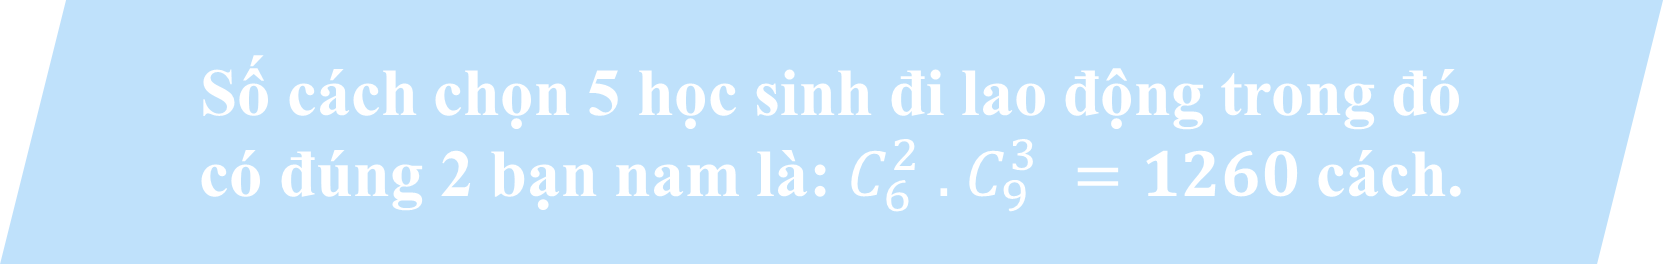 Số cách chọn 5 học sinh đi lao động trong đó
có đúng 2 bạn nam là: $C_6^2 . C_9^3 = 1260$ cách.